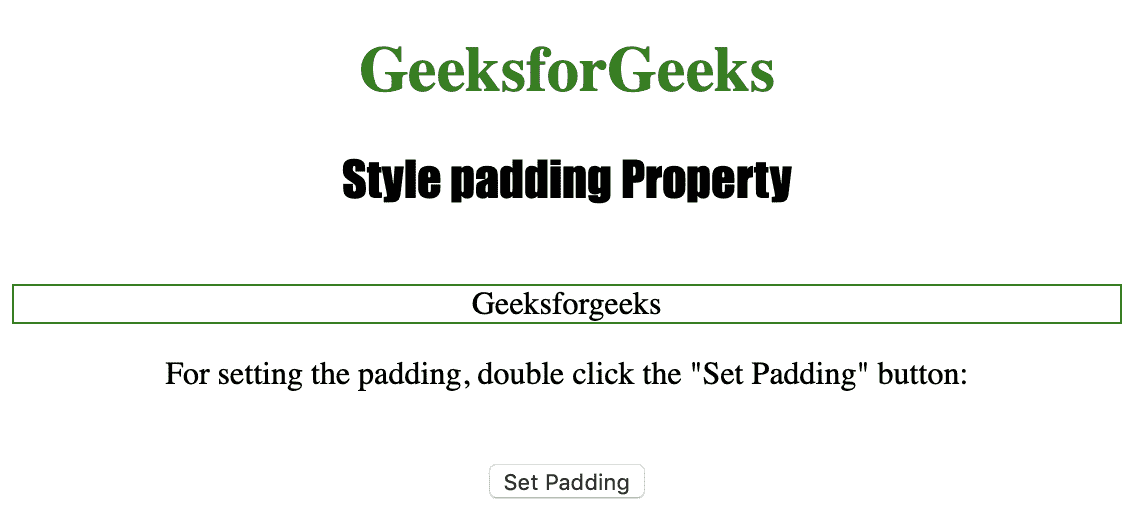 GeeksforGeeks
Style padding Property
Geeksforgeeks
For setting the padding, double click the "Set Padding" button:
Set Padding